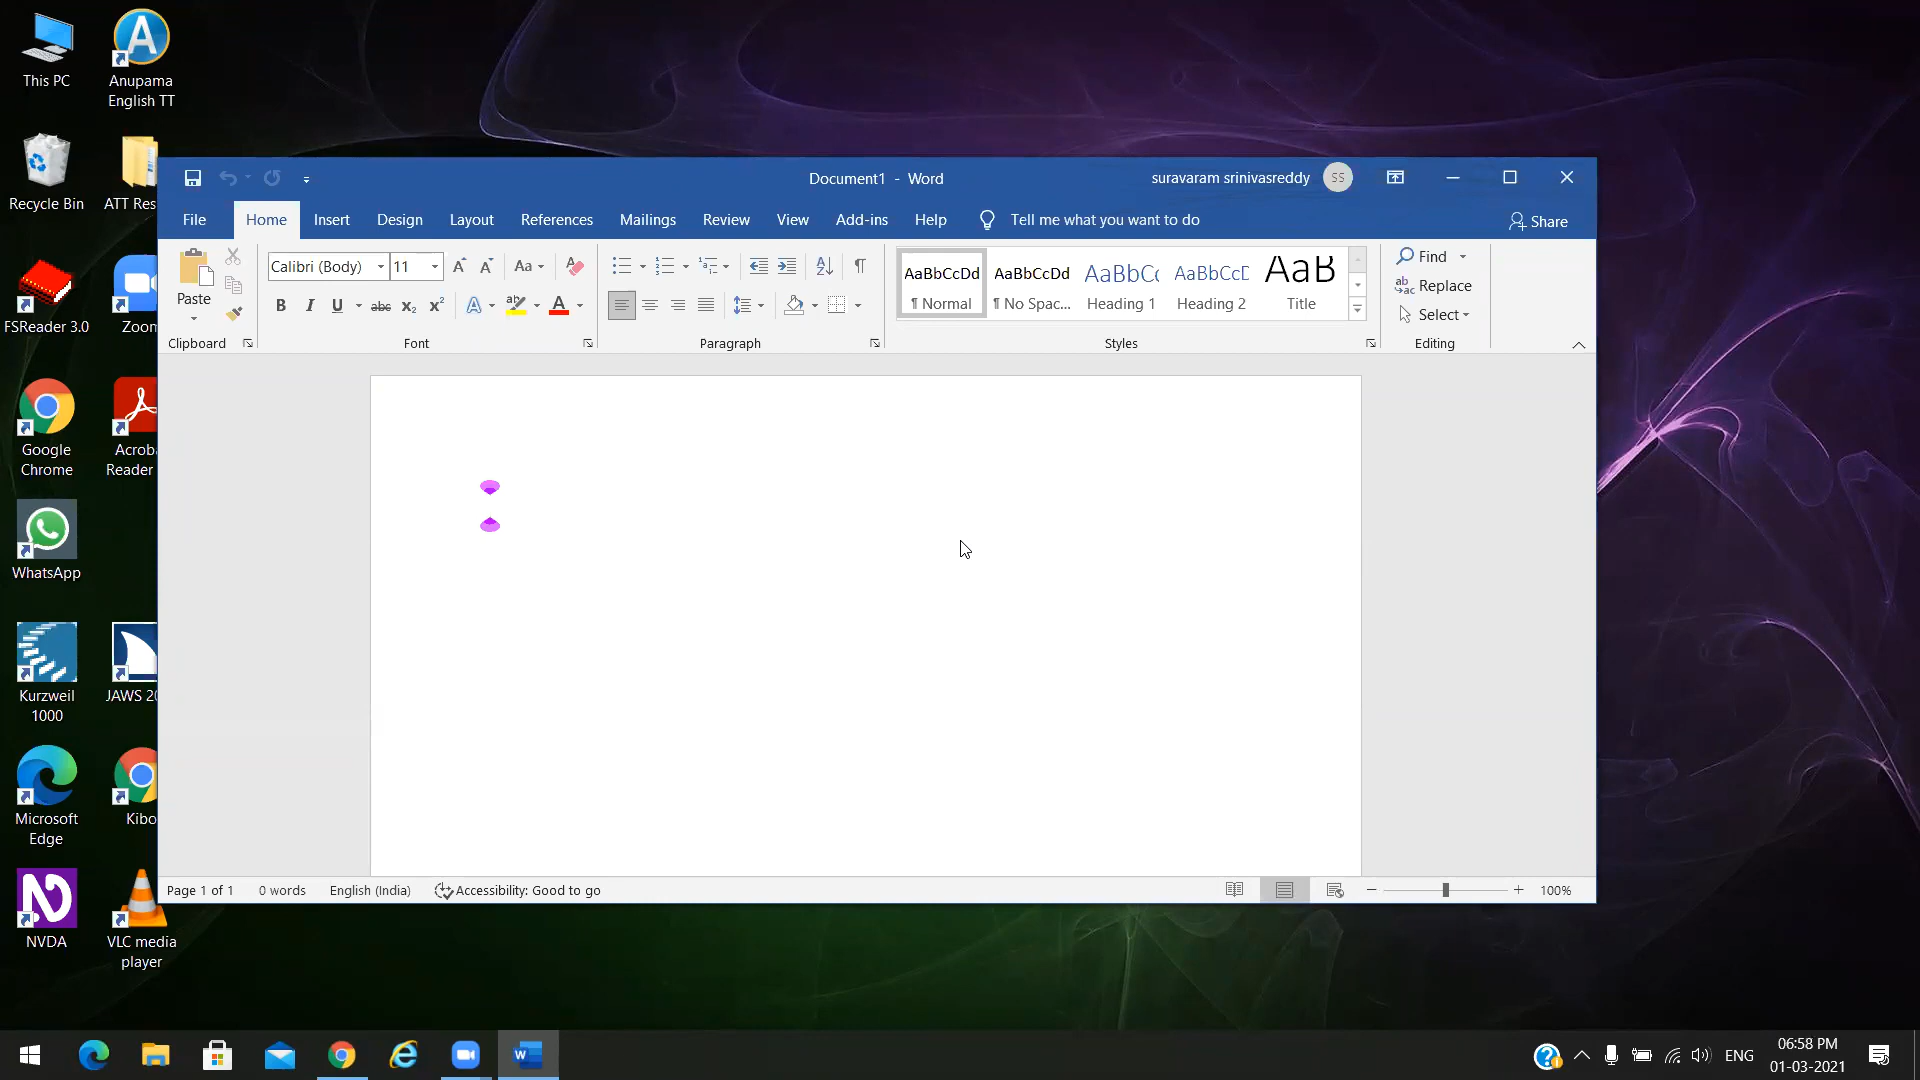 This PC
Anupama
English TT
Recycle Bin
ATT Res
FSReader 3.0
Zoom
Google
Chrome
Acroba
Reader
WhatsApp
Kurzweil
1000
JAWS 20
Microsoft
Edge
Kibo
NVDA
VLC media
player
Document1 - Word
suravaram srinivasreddy
SS
File
Home
Insert
Design
Layout
References
Mailings
Review
View
Add-ins
Help
Tell me what you want to do
Share
Paste
Clipboard
Calibri (Body)
11
Aa
B I U abc X₂ X²
A
A
Font
Paragraph
AaBbCcDd
¶ Normal
AaBbCcDd
¶ No Spac...
AaBbCc
Heading 1
AaBbCcD
Heading 2
AaB
Title
Styles
Find
Replace
Select
Editing
Page 1 of 1
0 words
English (India)
Accessibility: Good to go
100%
ENG
06:58 PM
01-03-2021